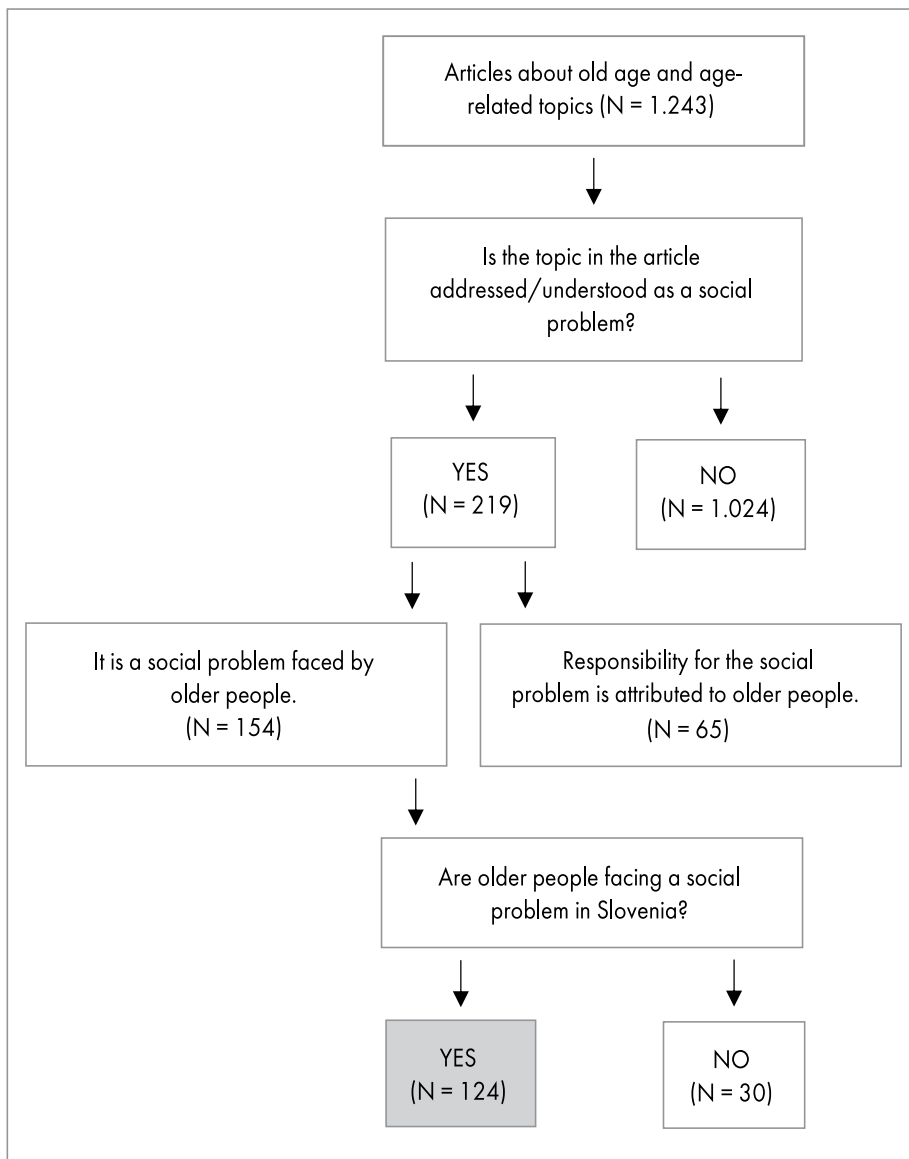 Articles about old age and age-
related topics (N = 1.243)
Is the topic in the article
addressed/understood as a social
problem?
YES
(N = 219)
NO
(N = 1.024)
It is a social problem faced by
older people.
(N = 154)
Responsibility for the social
problem is attributed to older people.
(N = 65)
Are older people facing a social
problem in Slovenia?
YES
(N = 124)
NO
(N = 30)